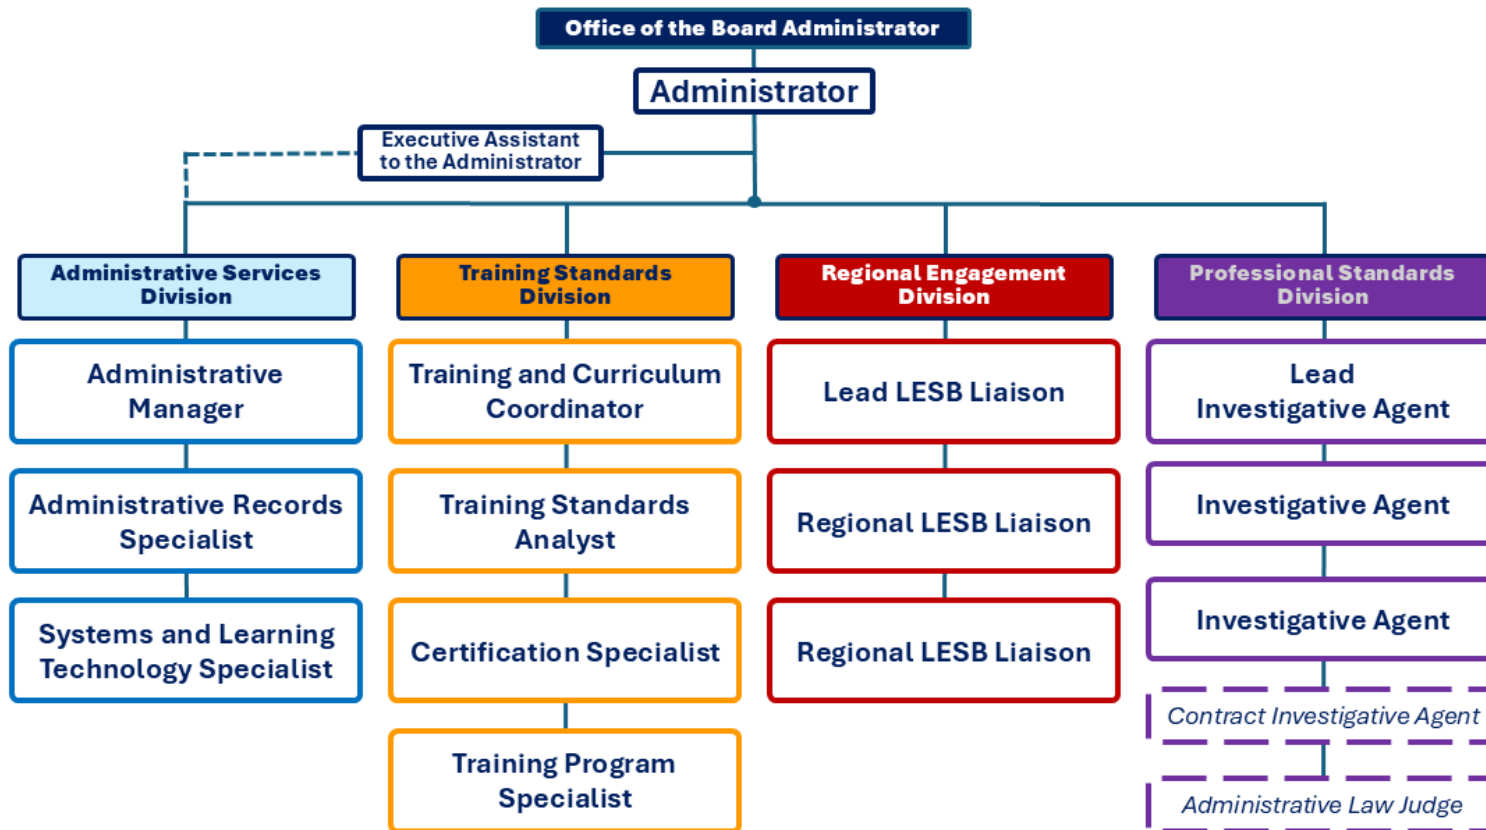 Office of the Board Administrator
Administrator
Executive Assistant
to the Administrator
Administrative Services
Division
Administrative
Manager
Administrative Records
Specialist
Systems and Learning
Technology Specialist
Training Standards
Division
Training and Curriculum
Coordinator
Training Standards
Analyst
Certification Specialist
Training Program
Specialist
Regional Engagement
Division
Lead LESB Liaison
Regional LESB Liaison
Regional LESB Liaison
Professional Standards
Division
Lead
Investigative Agent
Investigative Agent
Investigative Agent
Contract Investigative Agent
Administrative Law Judge